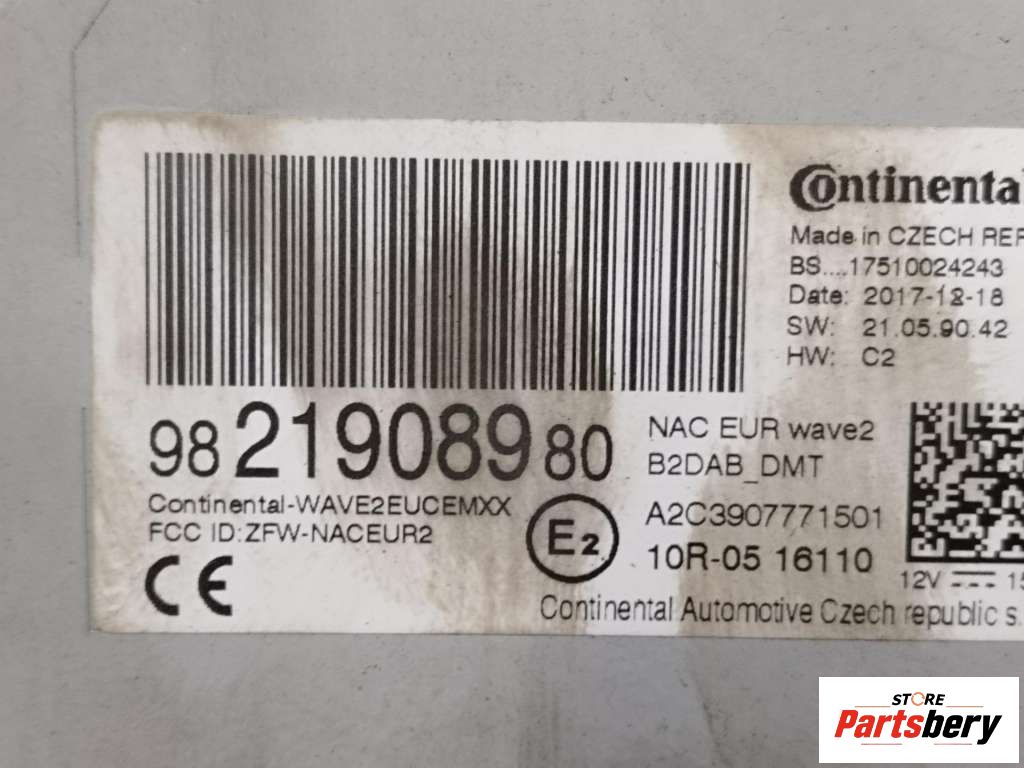 Continental
Made in CZECH REP
BS....17510024243
Date: 2017-12-18
SW: 21.05.90.42
HW: C2
98 219089 80
NAC EUR wave2
B2DAB_DMT
Continental-WAVE2EUCEMXX
FCC ID:ZFW-NACEUR2
E2
A2C3907771501
10R-05 16110
CE
12V 15
Continental Automotive Czech republic s.
STORE
Partsbery